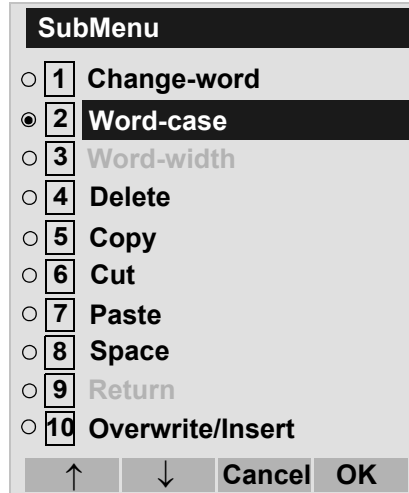 SubMenu
1 Change-word
2 Word-case
3 Word-width
4 Delete
5 Copy
6 Cut
7 Paste
8 Space
9 Return
10 Overwrite/Insert
↑ ↓ Cancel OK